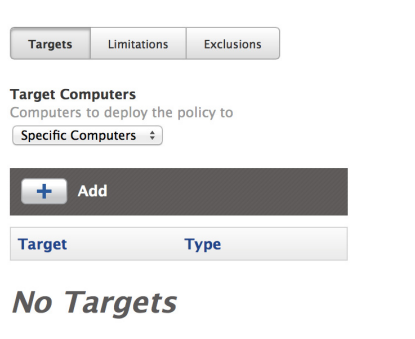 Targets Limitations Exclusions
Target Computers
Computers to deploy the policy to
Specific Computers
Add
Target Type
No Targets